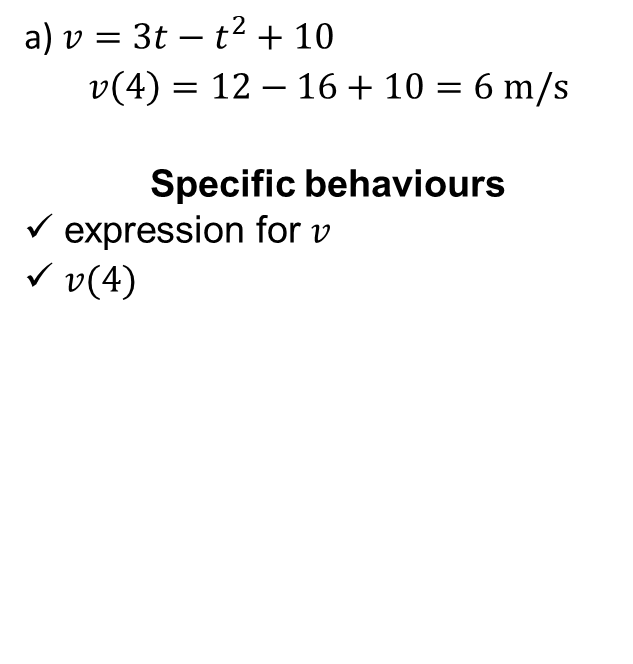 a) v = 3t − t² + 10
v(4) = 12 − 16 + 10 = 6 m/s
Specific behaviours
✓ expression for v
✓ v(4)